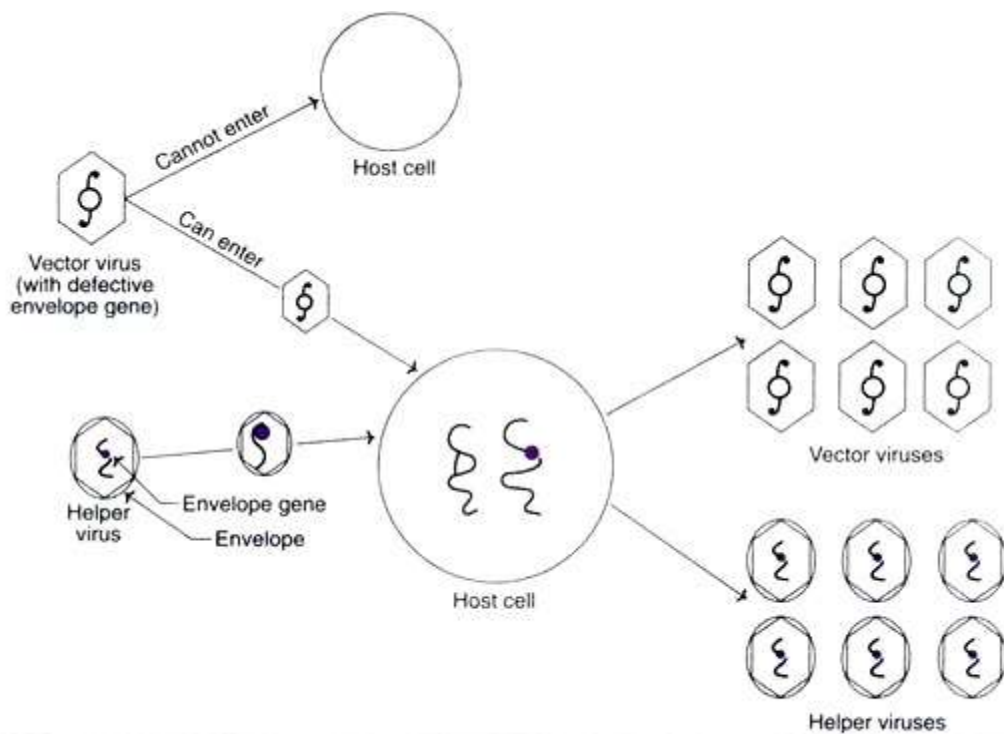 Cannot enter
Host cell
Can enter
Vector virus
(with defective
envelope gene)
Vector viruses
Envelope gene
Helper
virus
Envelope
Host cell
Helper viruses